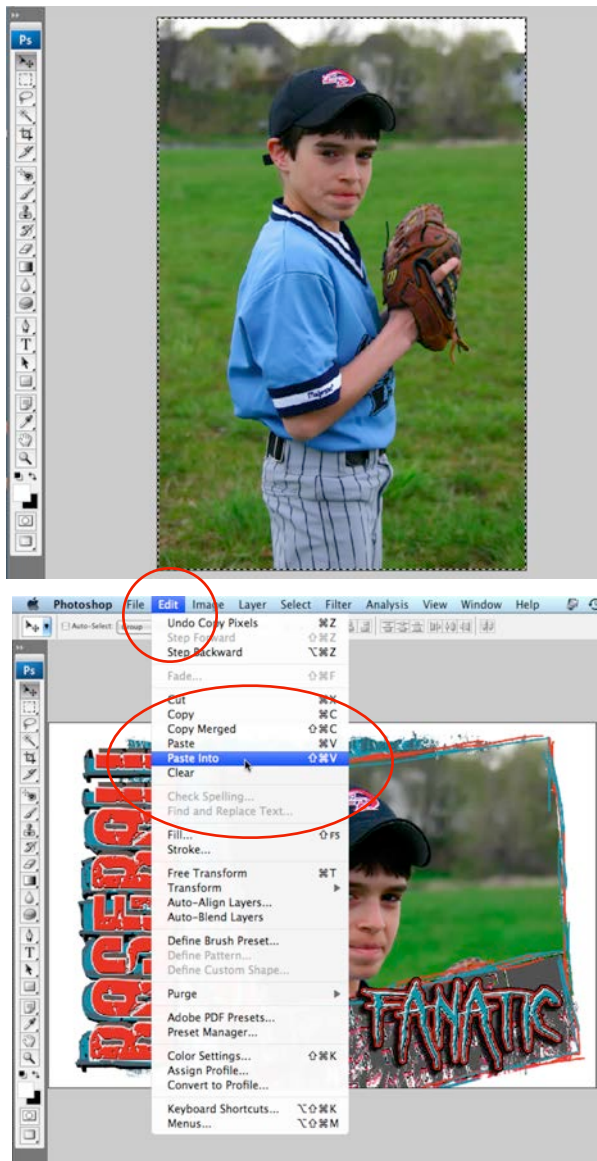 Ps
T
Photoshop File Edit Image Layer Select Filter Analysis View Window Help
Auto-Select: Group
Undo Copy Pixels ⌘Z
Step Forward ⇧⌘Z
Step Backward ⌥⌘Z
Fade... ⇧⌘F
Cut ⌘X
Copy ⌘C
Copy Merged ⇧⌘C
Paste ⌘V
Paste Into ⇧⌘V
Clear
Check Spelling...
Find and Replace Text...
Fill... ⇧F5
Stroke...
Free Transform ⌘T
Transform
Auto-Align Layers...
Auto-Blend Layers
Define Brush Preset...
Define Pattern...
Define Custom Shape...
Purge
Adobe PDF Presets...
Preset Manager...
Color Settings... ⇧⌘K
Assign Profile...
Convert to Profile...
Keyboard Shortcuts... ⌥⇧⌘K
Menus... ⌥⇧⌘M
Ps
T
BASEBALL
FANATIC